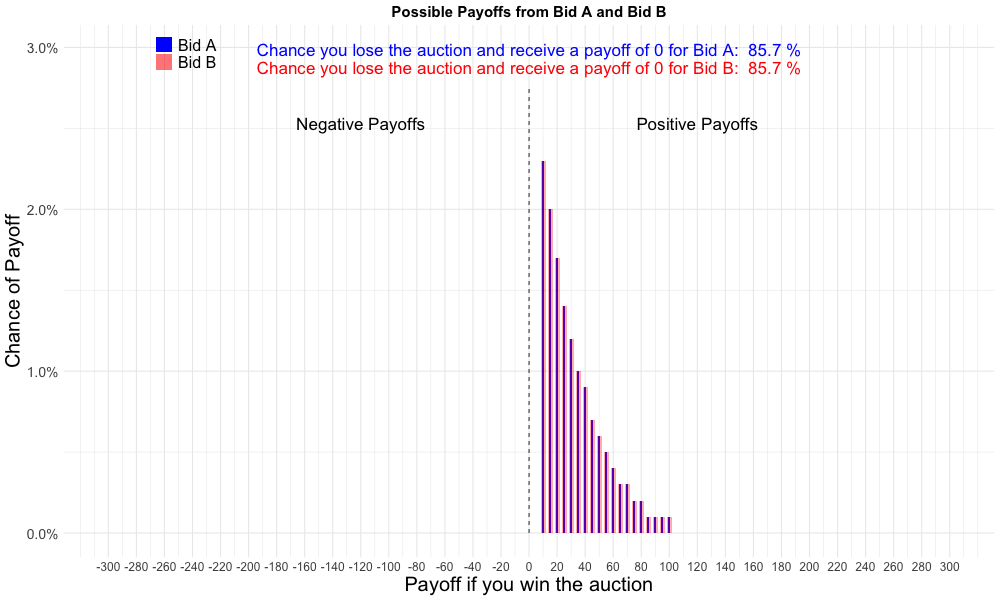 Possible Payoffs from Bid A and Bid B
Bid A
Bid B
Chance you lose the auction and receive a payoff of 0 for Bid A: 85.7 %
Chance you lose the auction and receive a payoff of 0 for Bid B: 85.7 %
Negative Payoffs
Positive Payoffs
Chance of Payoff
3.0%
2.0%
1.0%
0.0%
-300 -280 -260 -240 -220 -200 -180 -160 -140 -120 -100 -80 -60 -40 -20 0 20 40 60 80 100 120 140 160 180 200 220 240 260 280 300
Payoff if you win the auction